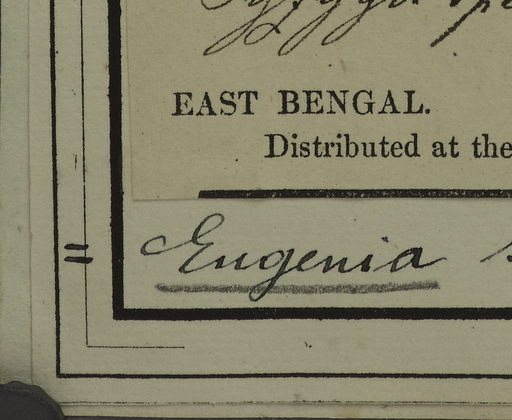 EAST BENGAL.
Distributed at the
= Eugenia